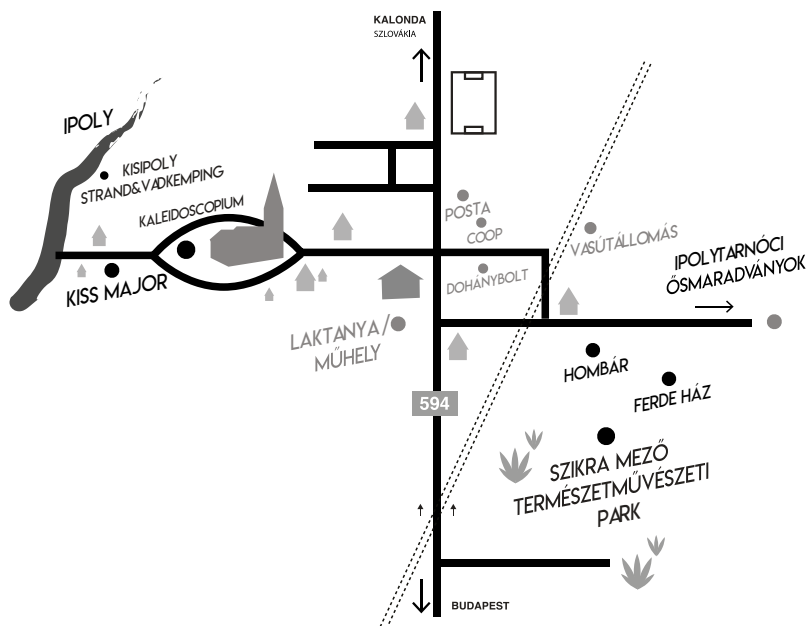 KALONDA
SZLOVÁKIA
IPOLY
KISIPOLY
STRAND&VADKEMPING
KALEIDOSCOPIUM
POSTA
COOP
VASÚTÁLLOMÁS
DOHÁNYBOLT
IPOLYTARNÓCI
ŐSMARADVÁNYOK
KISS MAJOR
LAKTANYA/
MŰHELY
HOMBÁR
FERDE HÁZ
594
SZIKRA MEZŐ
TERMÉSZETMŰVÉSZETI
PARK
BUDAPEST